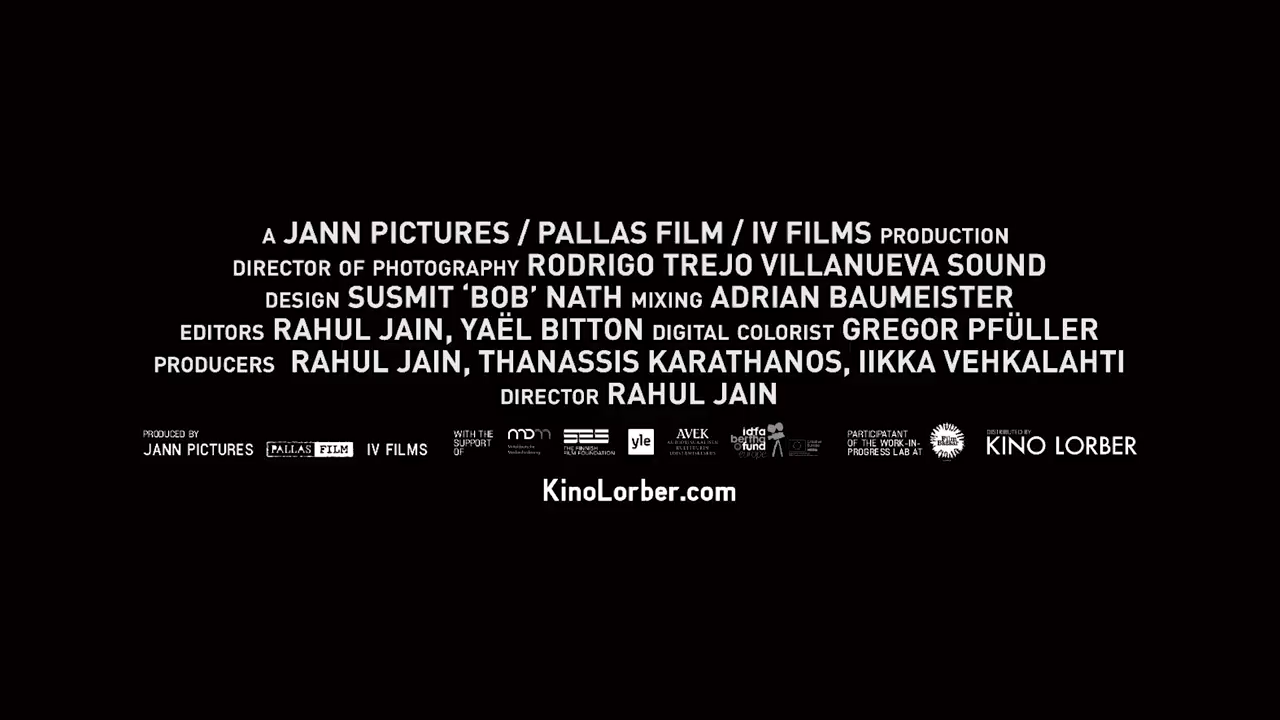 A JANN PICTURES / PALLAS FILM / IV FILMS PRODUCTION
DIRECTOR OF PHOTOGRAPHY RODRIGO TREJO VILLANUEVA SOUND
DESIGN SUSMIT ‘BOB’ NATH MIXING ADRIAN BAUMEISTER
EDITORS RAHUL JAIN, YAËL BITTON DIGITAL COLORIST GREGOR PFÜLLER
PRODUCERS RAHUL JAIN, THANASSIS KARATHANOS, IIKKA VEHKALAHTI
DIRECTOR RAHUL JAIN
PRODUCED BY
JANN PICTURES PALLAS FILM IV FILMS
WITH THE
SUPPORT
OF
THE FINNISH
FILM FOUNDATION
yle
AVEK
idfa
bertha
fund
europe
PARTICIPATANT
OF THE WORK-IN-
PROGRESS LAB AT
DISTRIBUTED BY
KINO LORBER
KinoLorber.com